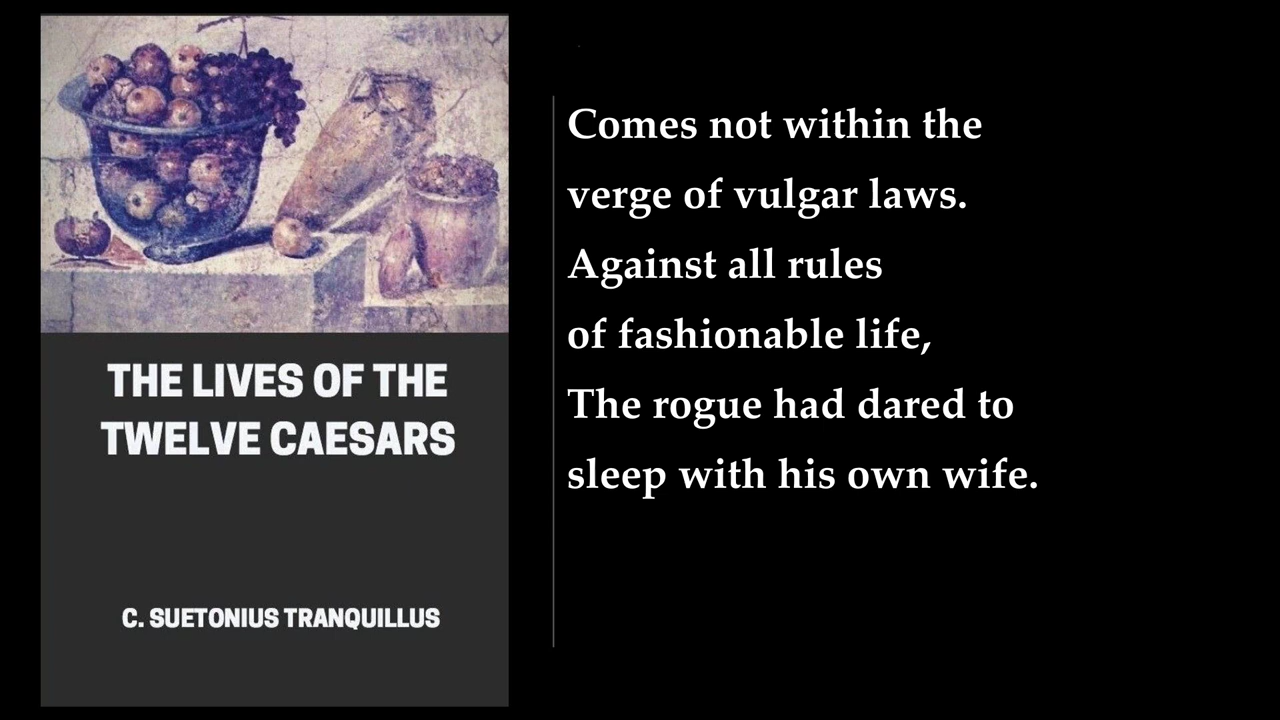 THE LIVES OF THE
TWELVE CAESARS
C. SUETONIUS TRANQUILLUS
Comes not within the
verge of vulgar laws.
Against all rules
of fashionable life,
The rogue had dared to
sleep with his own wife.